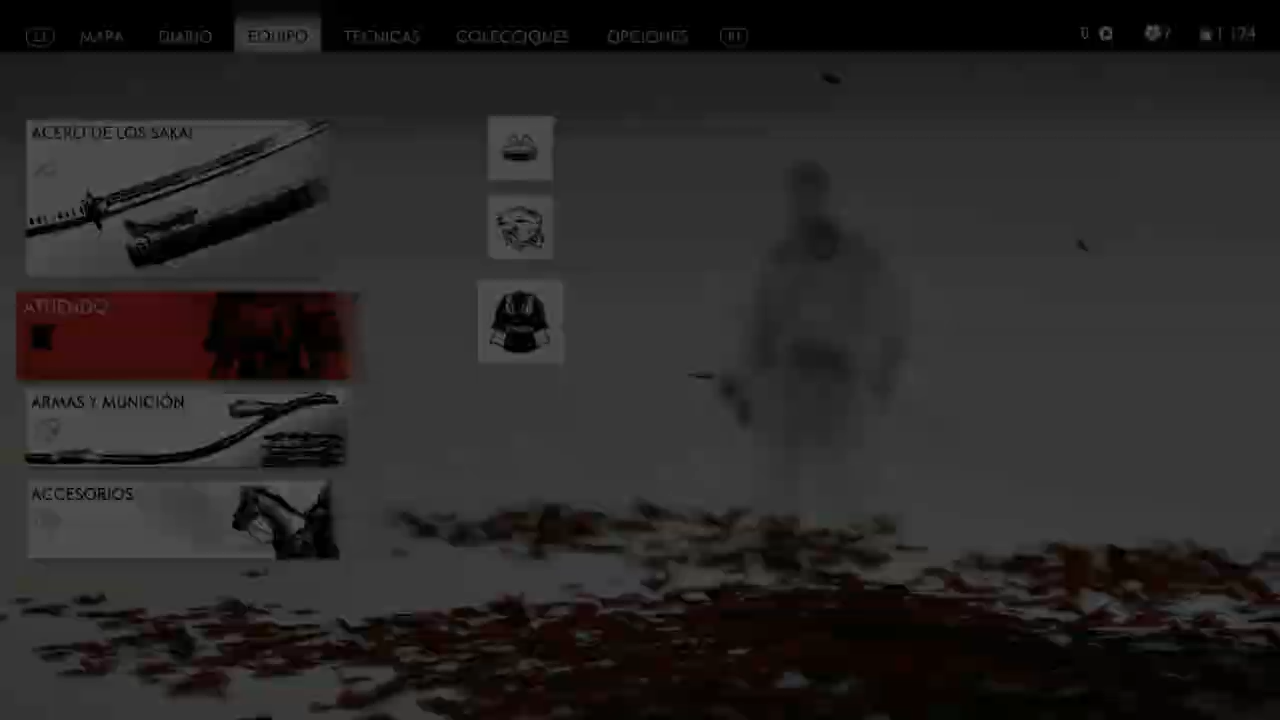 MAPA
DIARIO
EQUIPO
TÉCNICAS
COLECCIONES
OPCIONES
ACERO DE LOS SAKAI
ATUENDO
ARMAS Y MUNICIÓN
ACCESORIOS